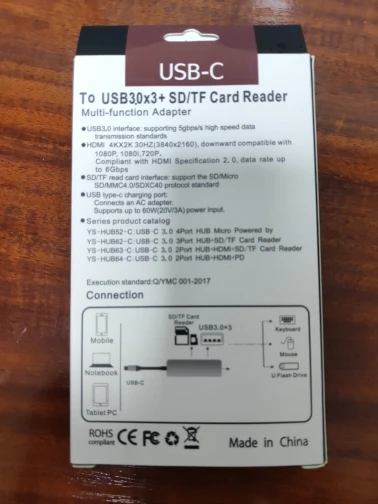 USB-C
To USB3,0x3+ SD/TF Card Reader
Multi-function Adapter
●USB3,0 interface: supporting 5gbps/s high speed data
transmission standards
●HDMI 4KX2K 30HZ(3840x2160), downward compatible with
1080P, 1080I,720P.
Compliant with HDMI Specification 2, 0, data rate up
to 6Gbps
●SD/TF read card interface: support the SD/Micro
SD/MMC4.0/SDXC40 protocol standard
●USB type-c charging port:
Connects an AC adapter.
Supports up to 60W(20V/3A) power input.
●Series product catalog
YS-HUB52-C:USB-C 3,0 4Port HUB Micro Powered by
YS-HUB62-C:USB-C 3,0 3Port HUB+SD/TF Card Reader
YS-HUB63-C:USB-C 3,0 2Port HUB+HDMI+SD/TF Card Reader
YS-HUB64-C:USB-C 3,0 2Port HUB+HDMI+PD
Execution standard:Q/YMC 001-2017
Connection
Mobile
Notebook
Tablet PC
USB-C
SD/TF Card
Reader
USB3.0×3
Keyboard
Mouse
U Flash Drive
ROHS
compliant
CE FC
Made in China